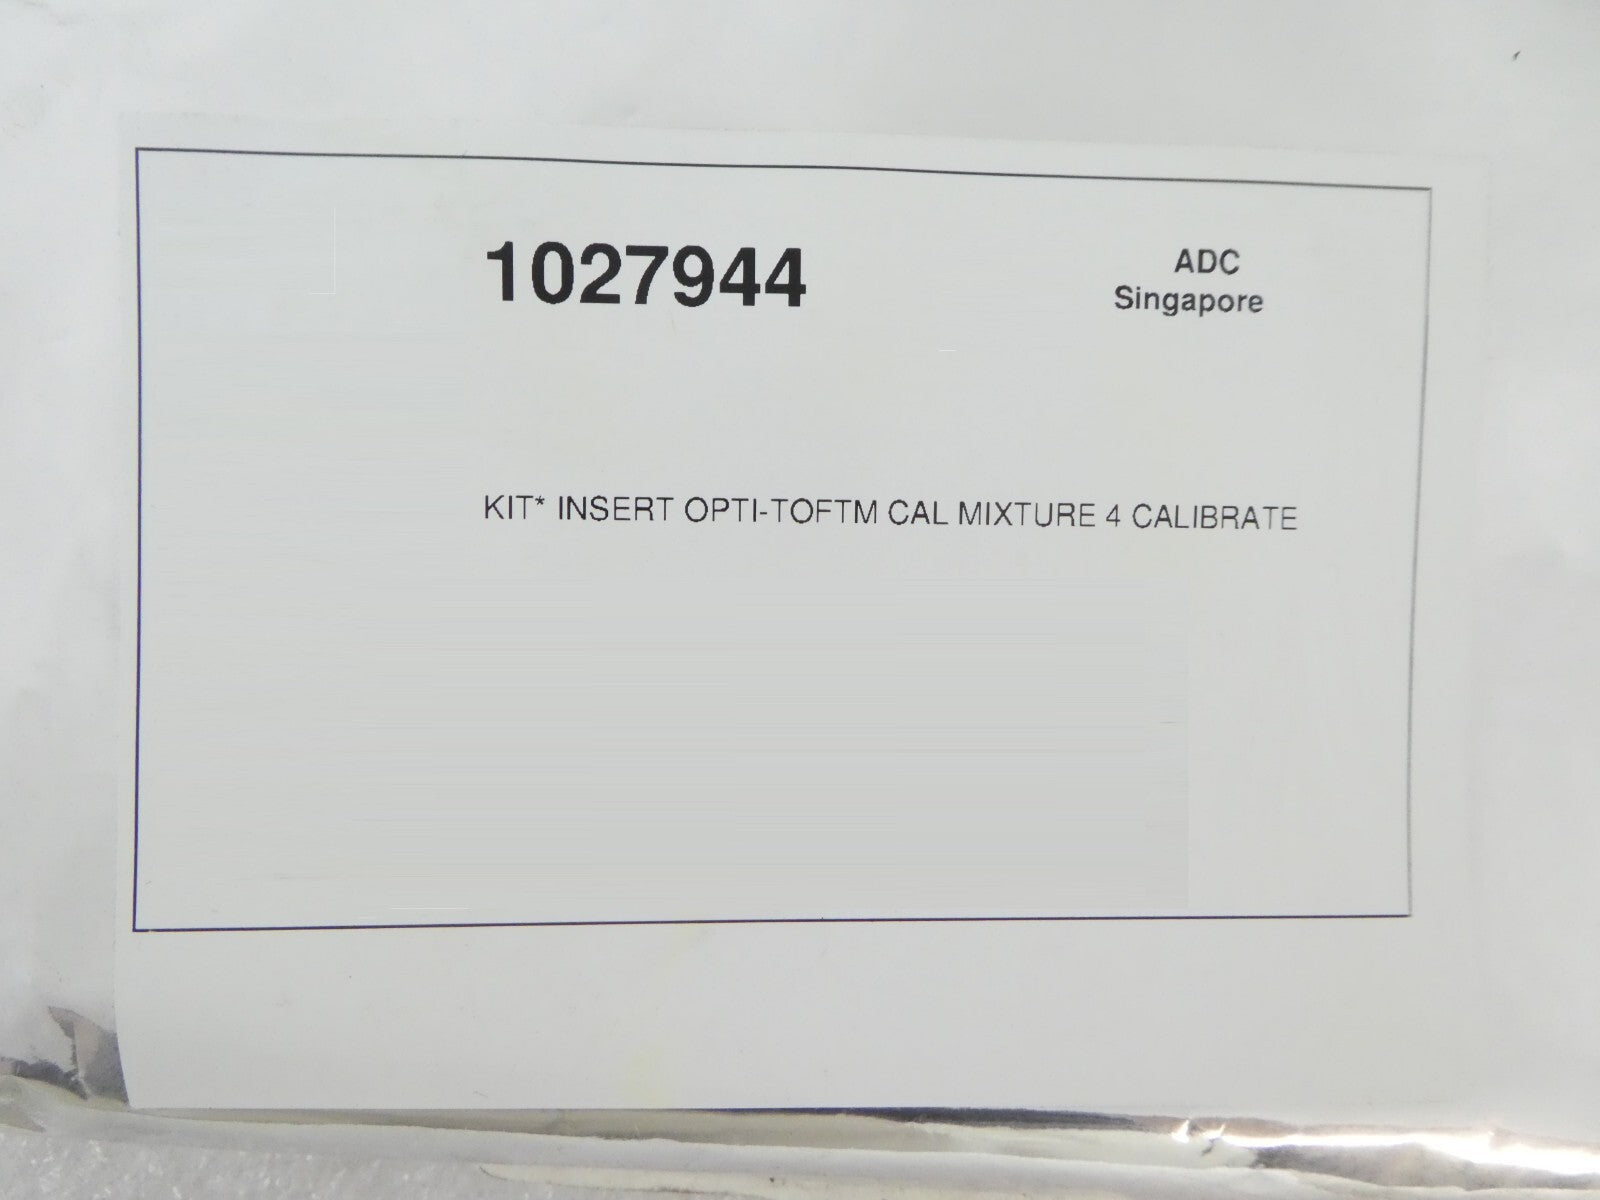 1027944
ADC
Singapore
KIT* INSERT OPTI-TOFTM CAL MIXTURE 4 CALIBRATE